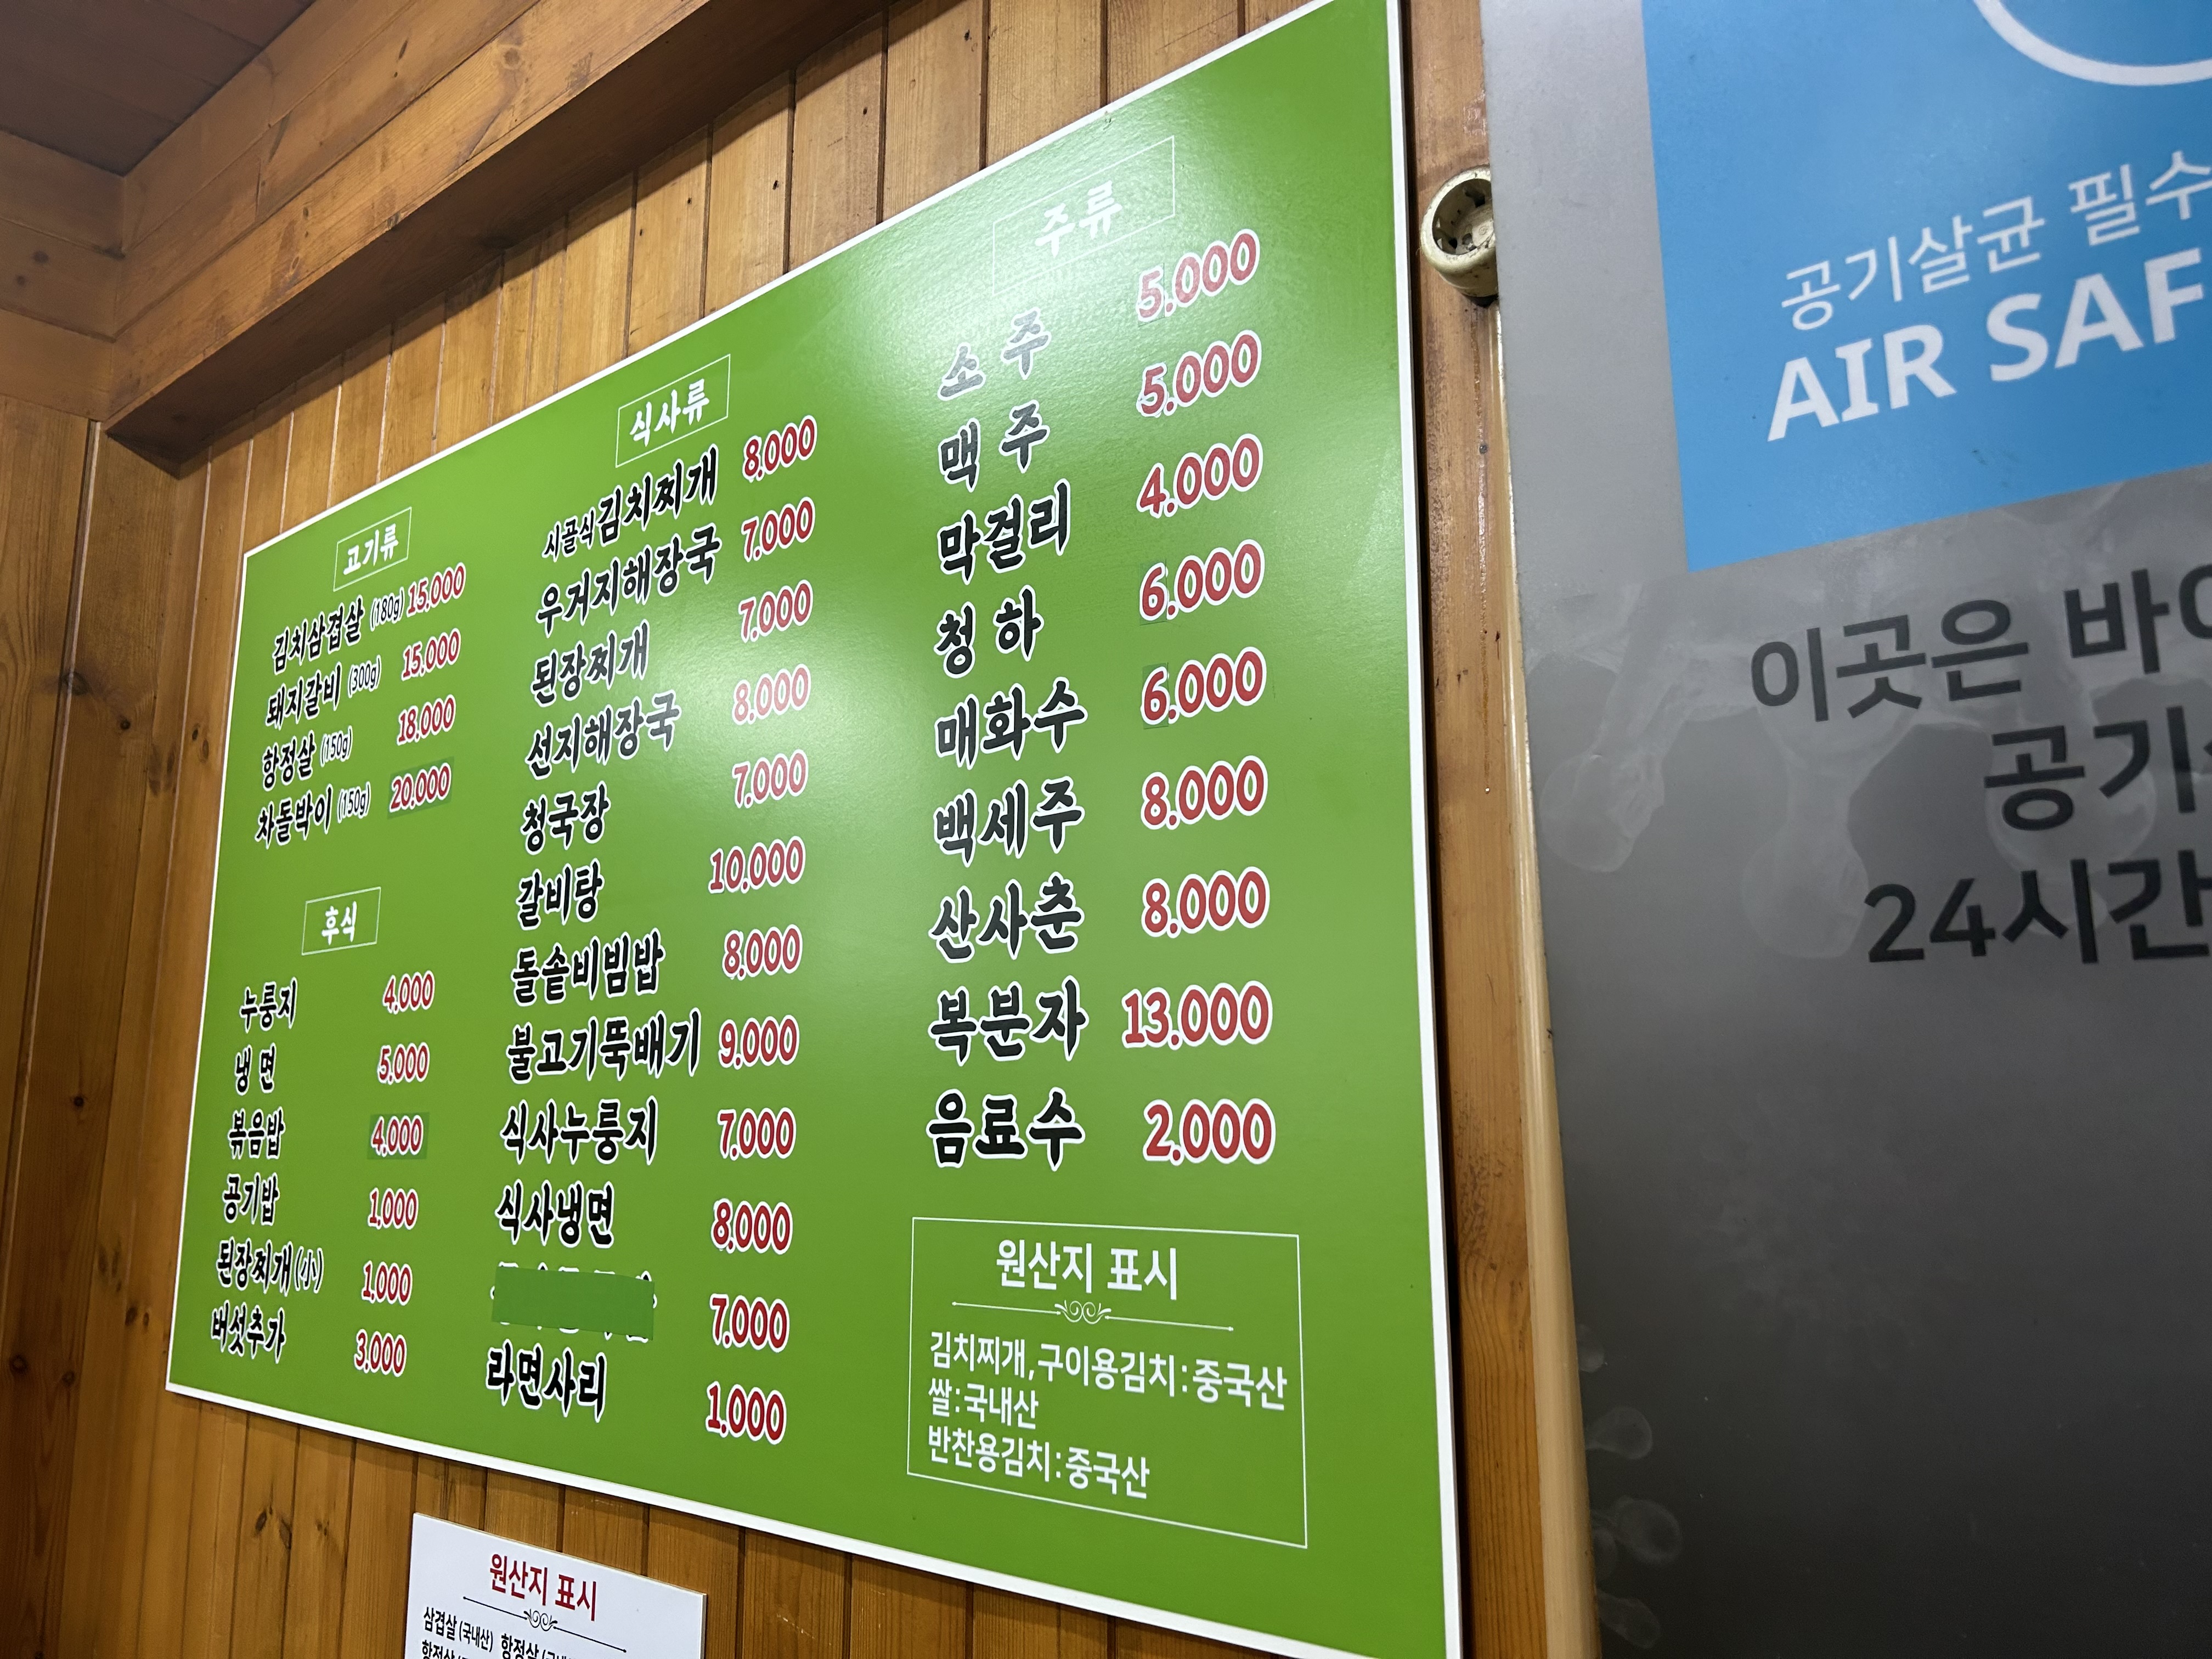 고기류
김치삼겹살 (180g) 15,000
돼지갈비 (300g) 15,000
항정살 (150g) 18,000
차돌박이 (150g) 20,000
후식
누룽지 4,000
냉면 5,000
볶음밥 4,000
공기밥 1,000
된장찌개(小) 1,000
버섯추가 3,000
식사류
시골식김치찌개 8,000
우거지해장국 7,000
된장찌개 7,000
선지해장국 8,000
청국장 7,000
갈비탕 10,000
돌솥비빔밥 8,000
불고기뚝배기 9,000
식사누룽지 7,000
식사냉면 8,000
7,000
라면사리 1,000
주류
소주 5,000
맥주 5,000
막걸리 4,000
청하 6,000
매화수 6,000
백세주 8,000
산사춘 8,000
복분자 13,000
음료수 2,000
원산지 표시
김치찌개,구이용김치:중국산
쌀:국내산
반찬용김치:중국산
원산지 표시
삼겹살(국내산) 항정살
공기살균 필수
AIR SAF
이곳은
24시간